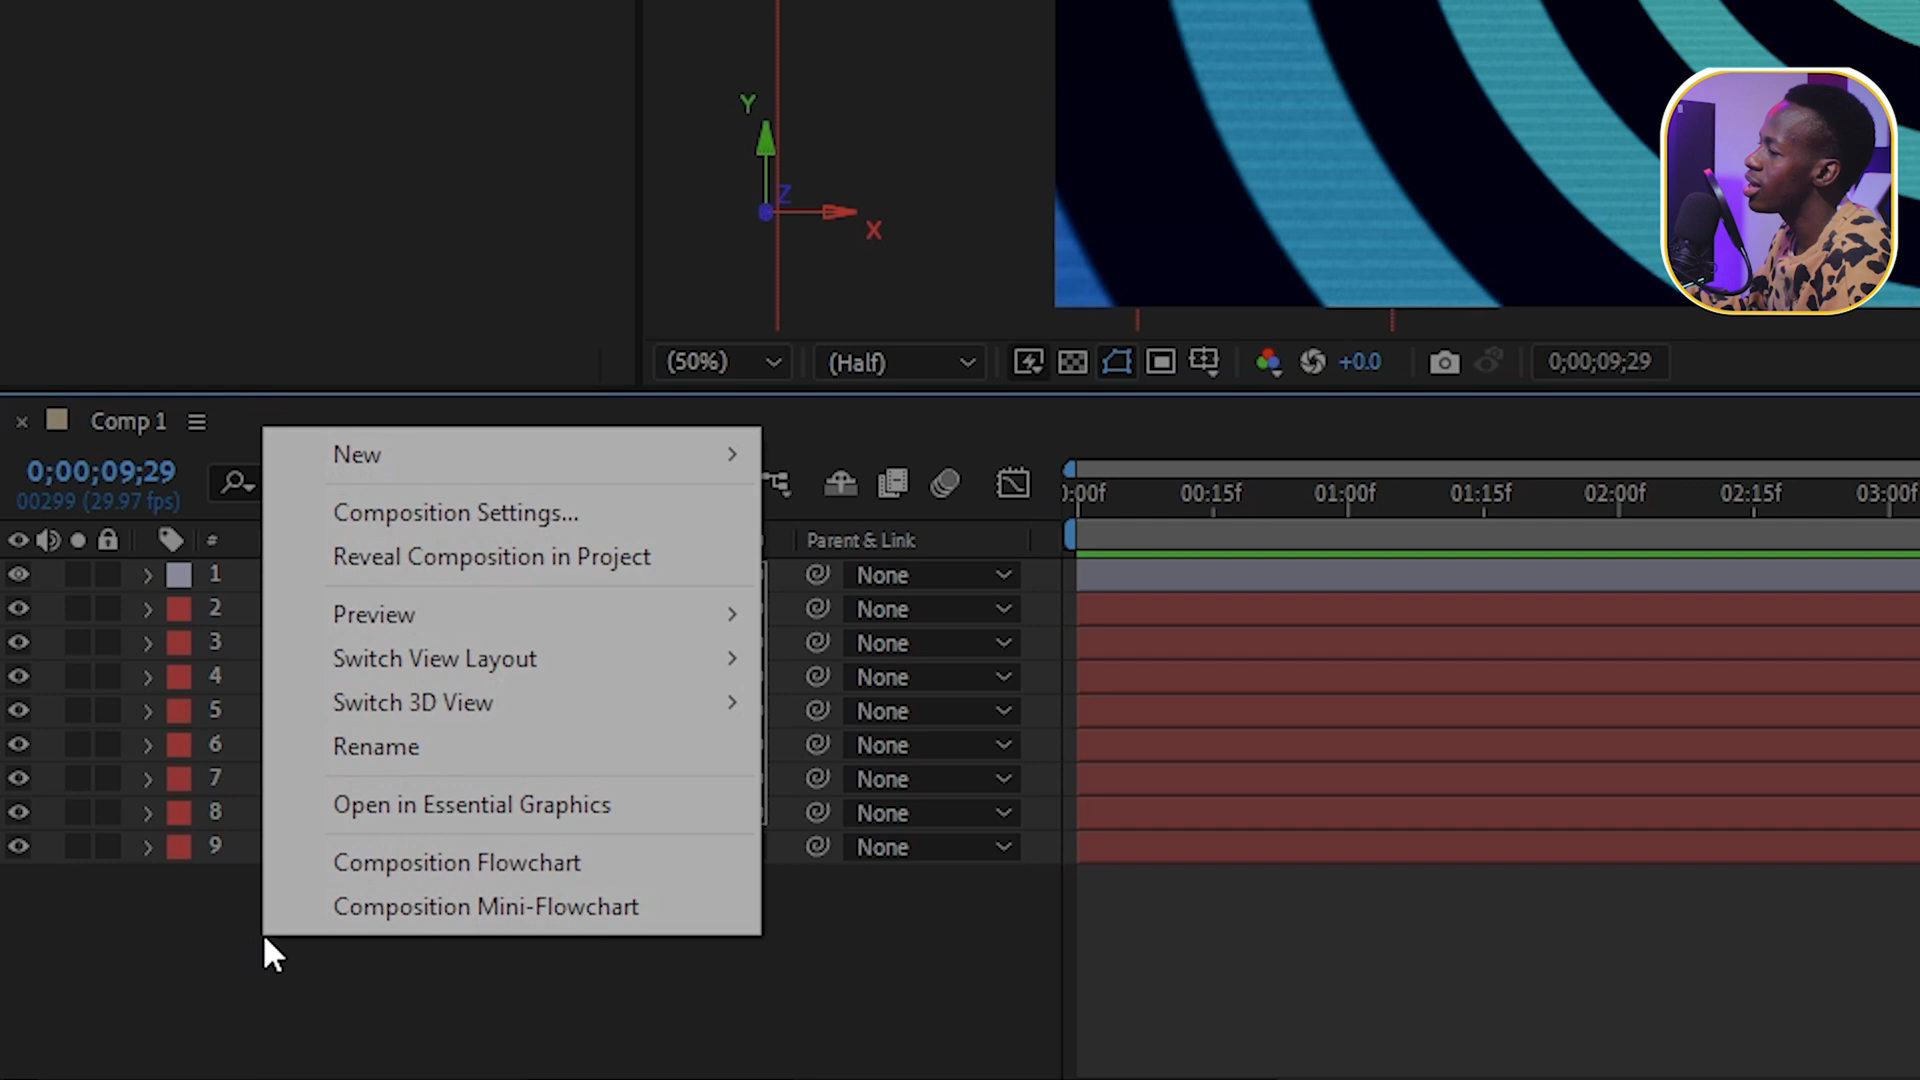 Y
Z
X
(50%) (Half) +0.0 0;00;09;29
× Comp 1
0;00;09;29
00299 (29.97 fps)
#
New
Composition Settings...
Reveal Composition in Project
Preview
Switch View Layout
Switch 3D View
Rename
Open in Essential Graphics
Composition Flowchart
Composition Mini-Flowchart
:00f 00:15f 01:00f 01:15f 02:00f 02:15f 03:00f
Parent & Link
1 None
2 None
3 None
4 None
5 None
6 None
7 None
8 None
9 None